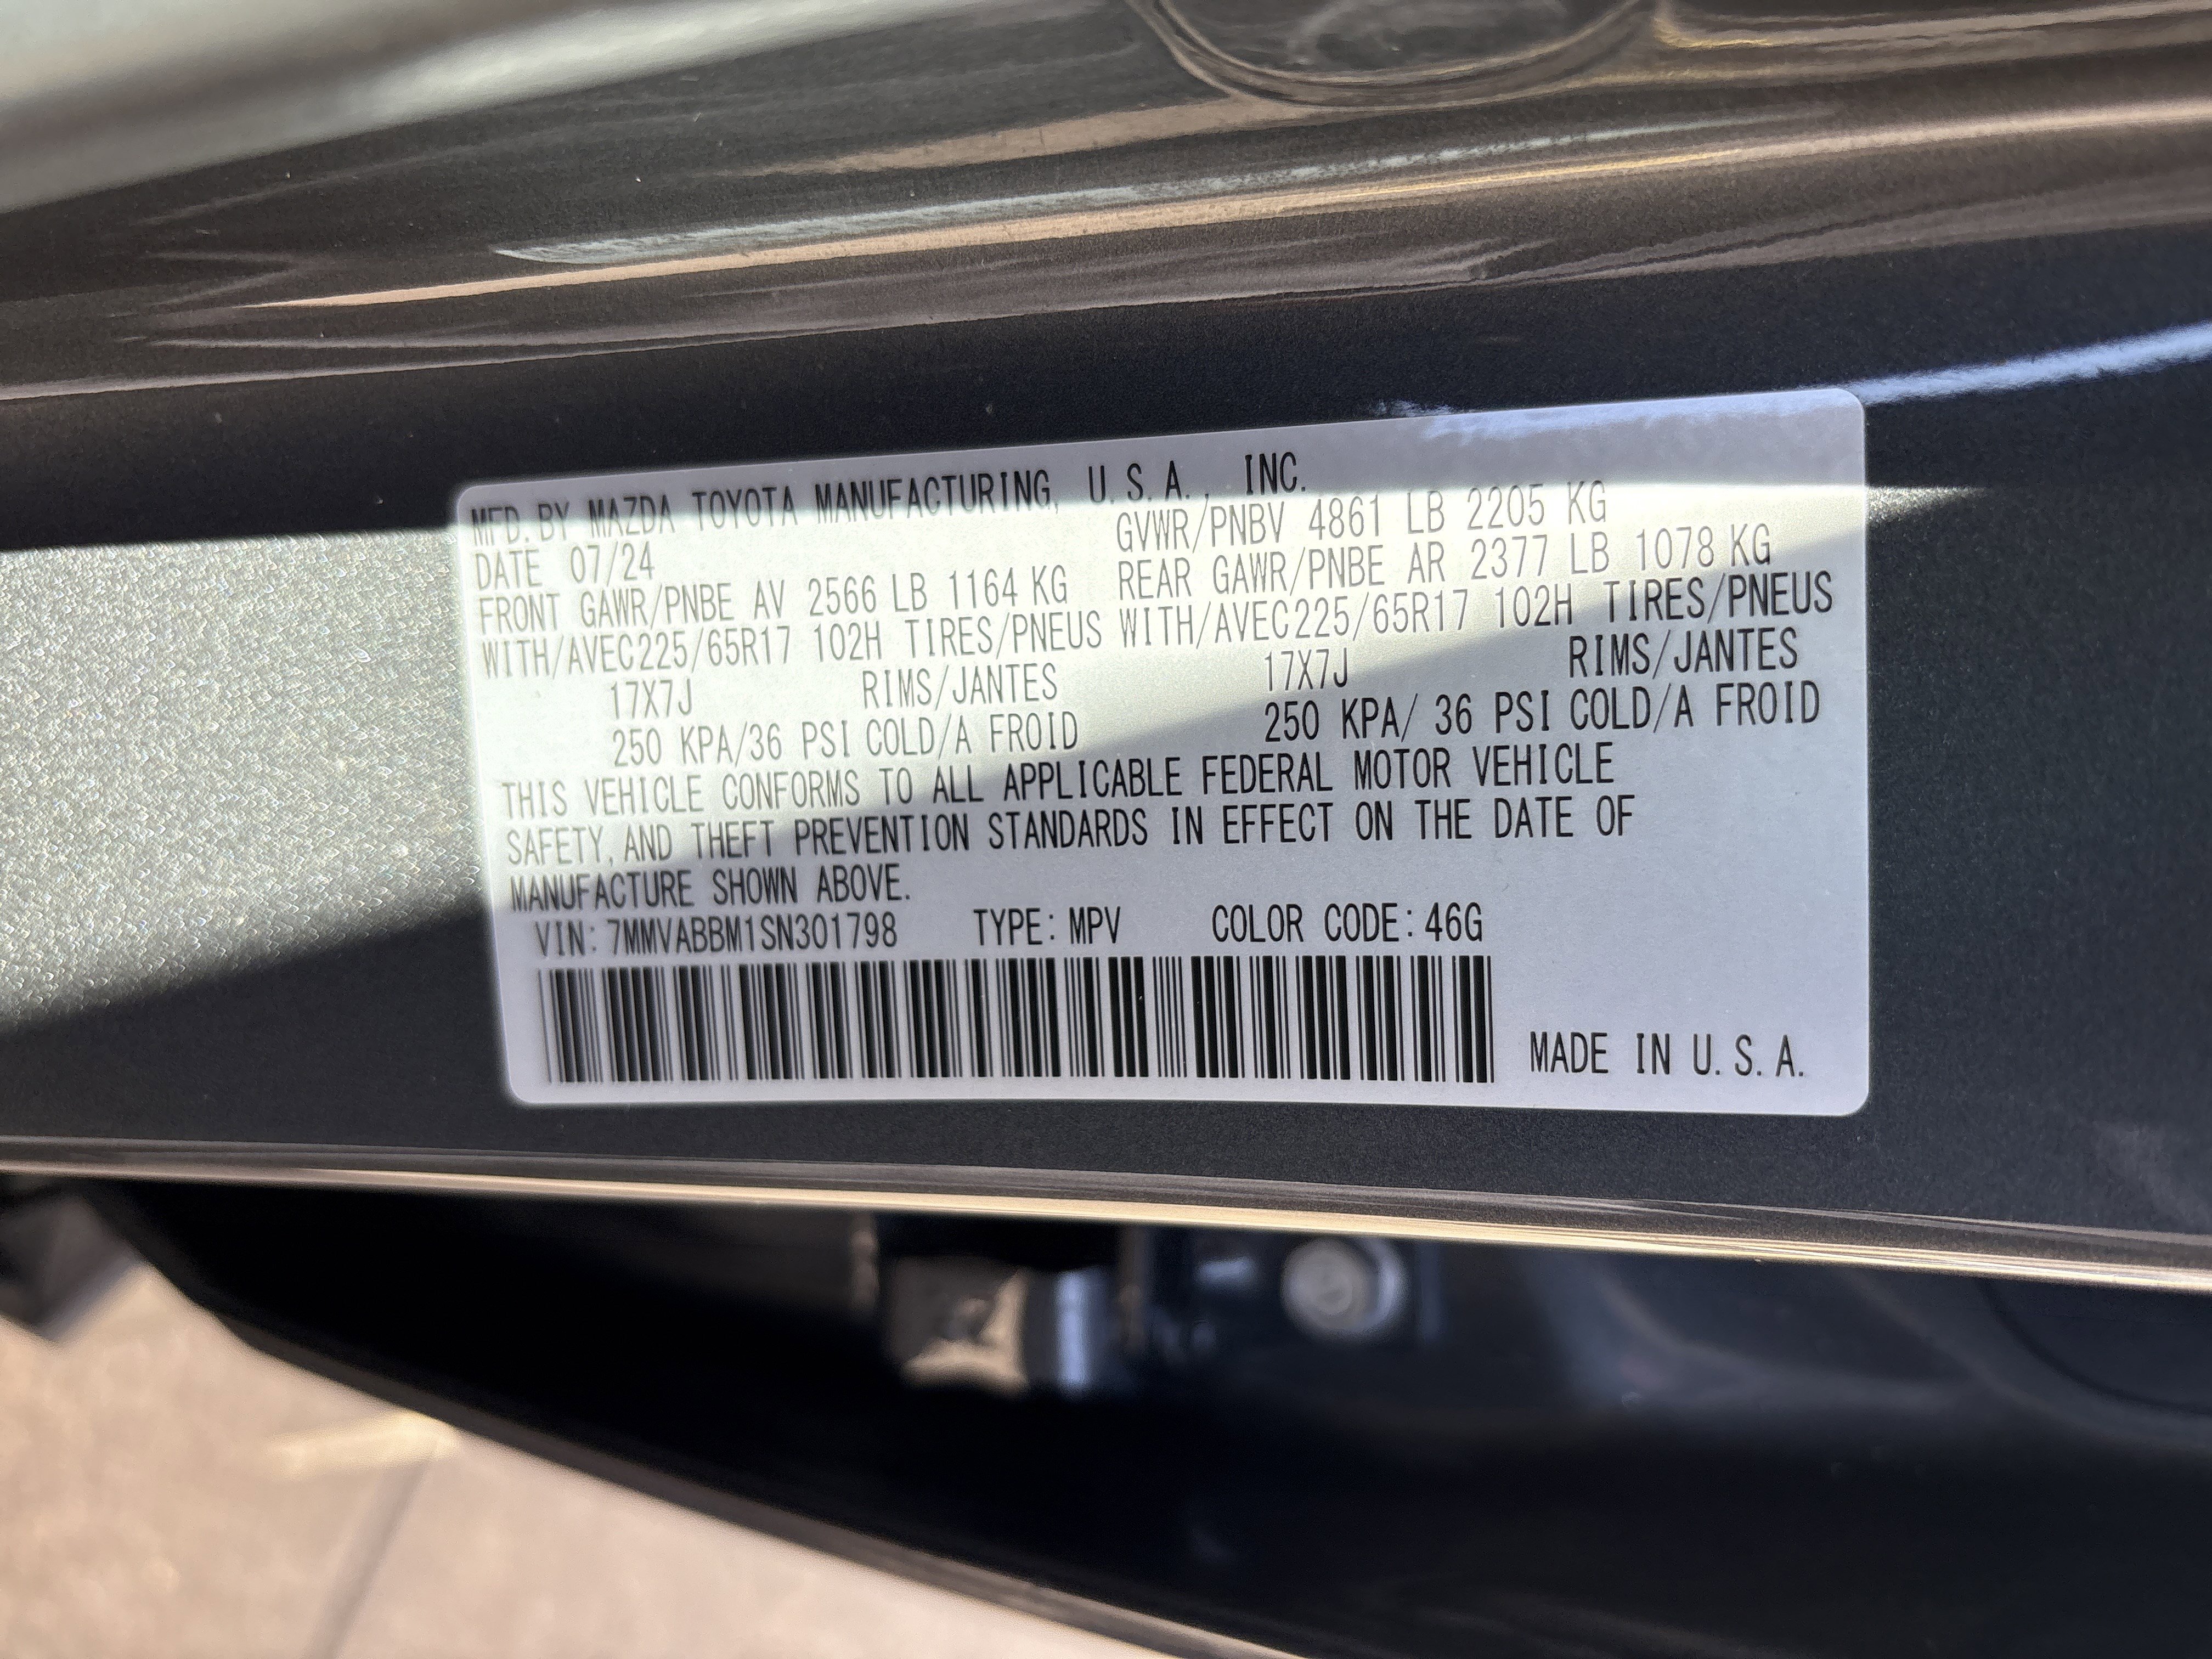 MFD. BY MAZDA TOYOTA MANUFACTURING, U.S.A., INC.
DATE 07/24 GVWR/PNBV 4861 LB 2205 KG
FRONT GAWR/PNBE AV 2566 LB 1164 KG REAR GAWR/PNBE AR 2377 LB 1078 KG
WITH/AVEC225/65R17 102H TIRES/PNEUS WITH/AVEC225/65R17 102H TIRES/PNEUS
17X7J RIMS/JANTES 17X7J RIMS/JANTES
250 KPA/36 PSI COLD/A FROID 250 KPA/ 36 PSI COLD/A FROID
THIS VEHICLE CONFORMS TO ALL APPLICABLE FEDERAL MOTOR VEHICLE
SAFETY, AND THEFT PREVENTION STANDARDS IN EFFECT ON THE DATE OF
MANUFACTURE SHOWN ABOVE.
VIN: 7MMVABBM1SN301798 TYPE: MPV COLOR CODE: 46G
MADE IN U.S.A.